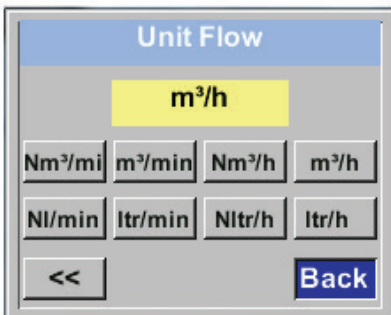 Unit Flow
m³/h
Nm³/mi m³/min Nm³/h m³/h
Nl/min ltr/min Nltr/h ltr/h
<< Back